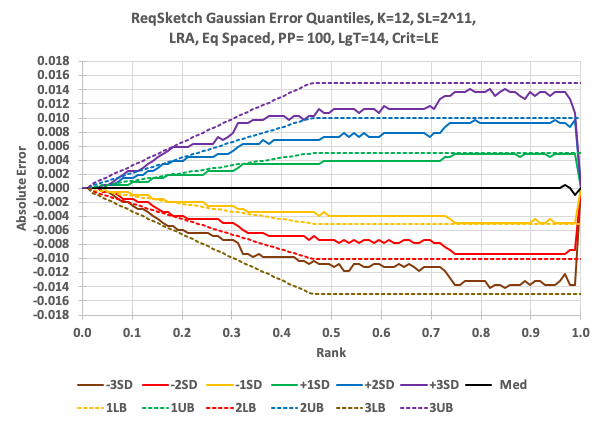 ReqSketch Gaussian Error Quantiles, K=12, SL=2^11,
LRA, Eq Spaced, PP= 100, LgT=14, Crit=LE
0.018
0.016
0.014
0.012
0.010
0.008
0.006
0.004
0.002
0.000
-0.002
-0.004
-0.006
-0.008
-0.010
-0.012
-0.014
-0.016
-0.018
Absolute Error
0.0 0.1 0.2 0.3 0.4 0.5 0.6 0.7 0.8 0.9 1.0
Rank
-3SD -2SD -1SD +1SD +2SD +3SD Med
1LB 1UB 2LB 2UB 3LB 3UB